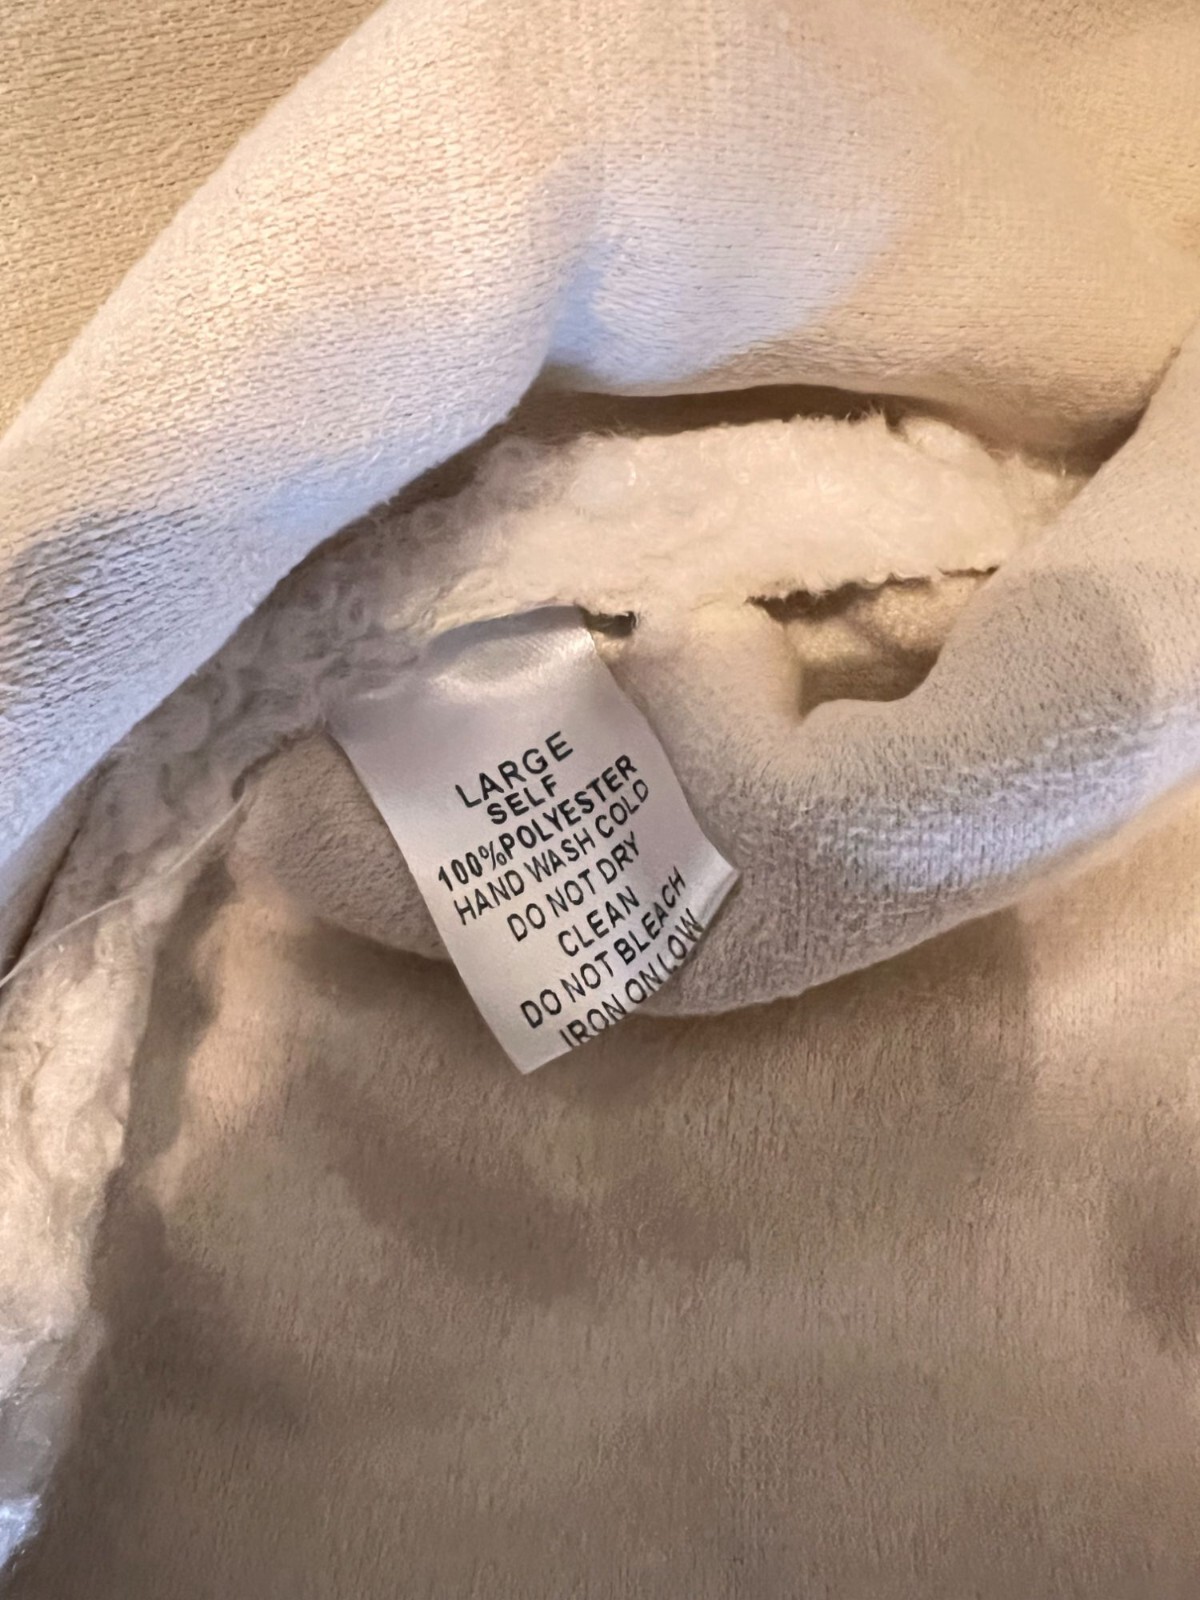 LARGE
SELF
100%POLYESTER
HAND WASH COLD
DO NOT DRY
CLEAN
DO NOT BLEACH
IRON ON LOW